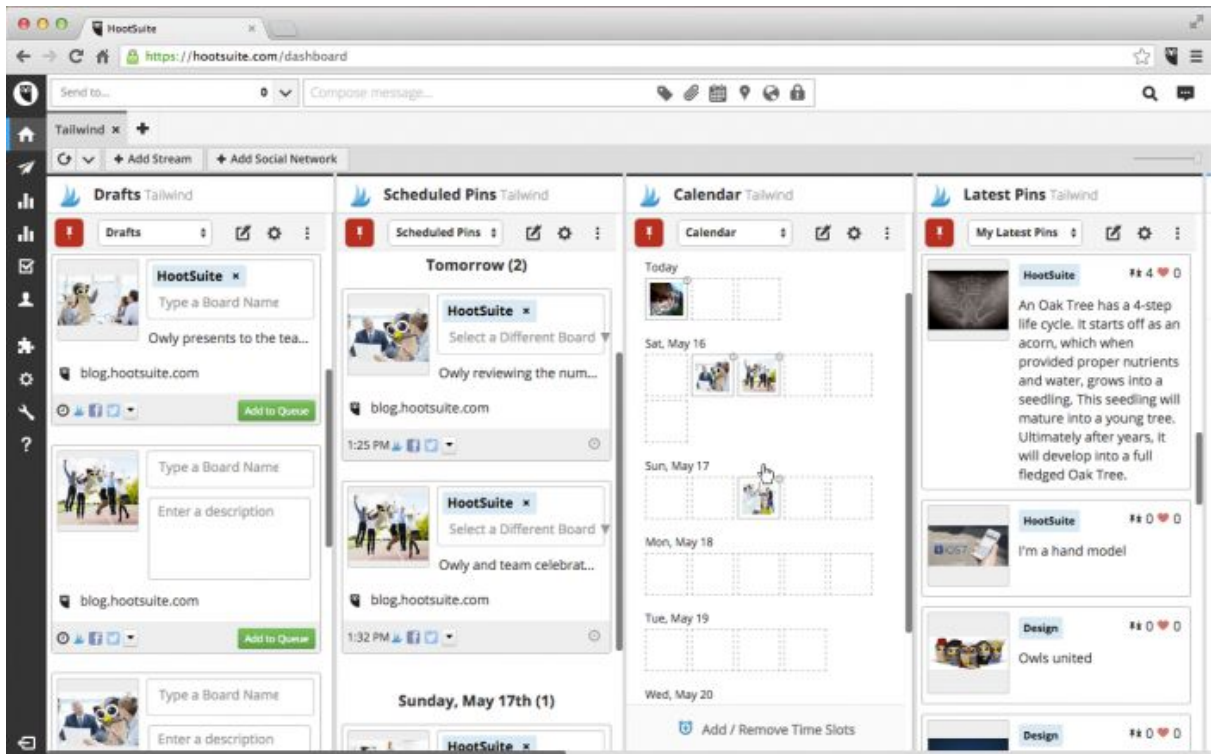 HootSuite
https://hootsuite.com/dashboard
Send to...
Compose message...
Tailwind
Add Stream
Add Social Network
Drafts Tailwind
Drafts
HootSuite ×
Type a Board Name
Owly presents to the tea...
blog.hootsuite.com
Add to Queue
Type a Board Name
Enter a description
blog.hootsuite.com
Add to Queue
Type a Board Name
Enter a description
Scheduled Pins Tailwind
Scheduled Pins
Tomorrow (2)
HootSuite ×
Select a Different Board
Owly reviewing the num...
blog.hootsuite.com
1:25 PM
HootSuite ×
Select a Different Board
Owly and team celebrat...
blog.hootsuite.com
1:32 PM
Sunday, May 17th (1)
HootSuite ×
Calendar Tailwind
Calendar
Today
Sat, May 16
Sun, May 17
Mon, May 18
Tue, May 19
Wed, May 20
Add / Remove Time Slots
Latest Pins Tailwind
My Latest Pins
HootSuite 4 0
An Oak Tree has a 4-step
life cycle. It starts off as an
acorn, which when
provided proper nutrients
and water, grows into a
seedling. This seedling will
mature into a young tree.
Ultimately after years, it
will develop into a full
fledged Oak Tree.
HootSuite 0 0
I'm a hand model
Design 0 0
Owls united
Design 0 0